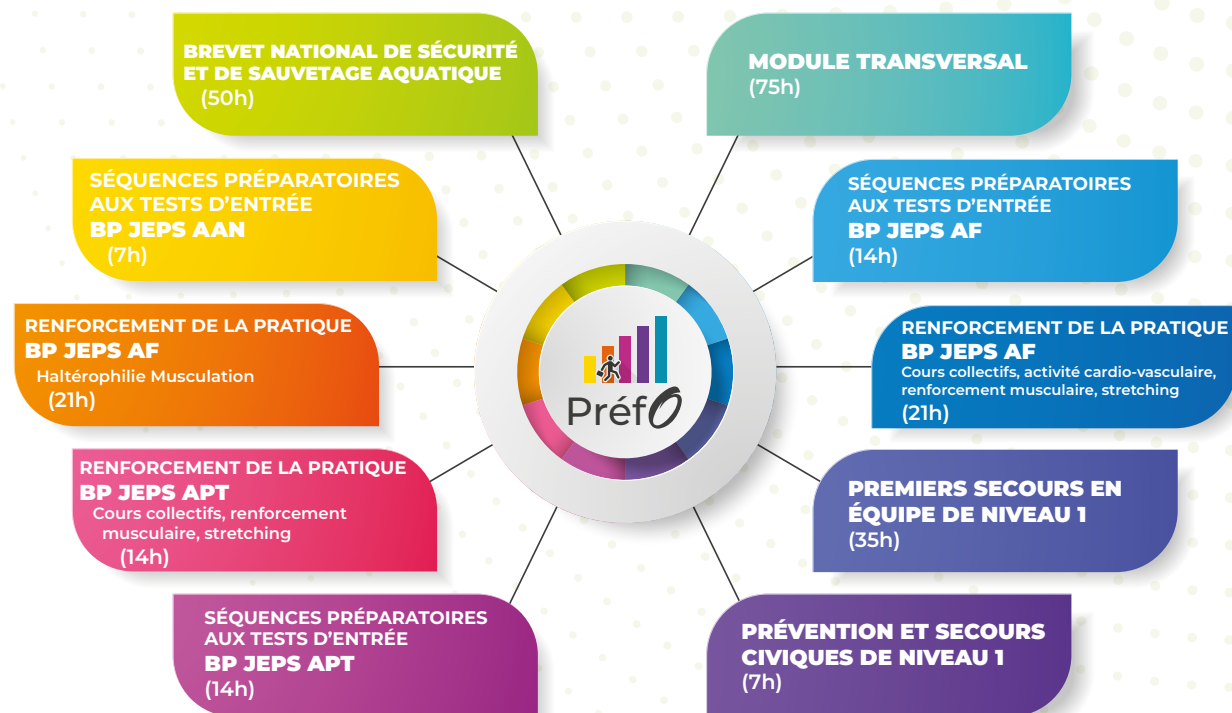 BREVET NATIONAL DE SÉCURITÉ
ET DE SAUVETAGE AQUATIQUE
(50h)
MODULE TRANSVERSAL
(75h)
SÉQUENCES PRÉPARATOIRES
AUX TESTS D'ENTRÉE
BP JEPS AAN
(7h)
SÉQUENCES PRÉPARATOIRES
AUX TESTS D'ENTRÉE
BP JEPS AF
(14h)
RENFORCEMENT DE LA PRATIQUE
BP JEPS AF
Haltérophilie Musculation
(21h)
PréfO
RENFORCEMENT DE LA PRATIQUE
BP JEPS AF
Cours collectifs, activité cardio-vasculaire,
renforcement musculaire, stretching
(21h)
RENFORCEMENT DE LA PRATIQUE
BP JEPS APT
Cours collectifs, renforcement
musculaire, stretching
(14h)
PREMIERS SECOURS EN
ÉQUIPE DE NIVEAU 1
(35h)
SÉQUENCES PRÉPARATOIRES
AUX TESTS D'ENTRÉE
BP JEPS APT
(14h)
PRÉVENTION ET SECOURS
CIVIQUES DE NIVEAU 1
(7h)